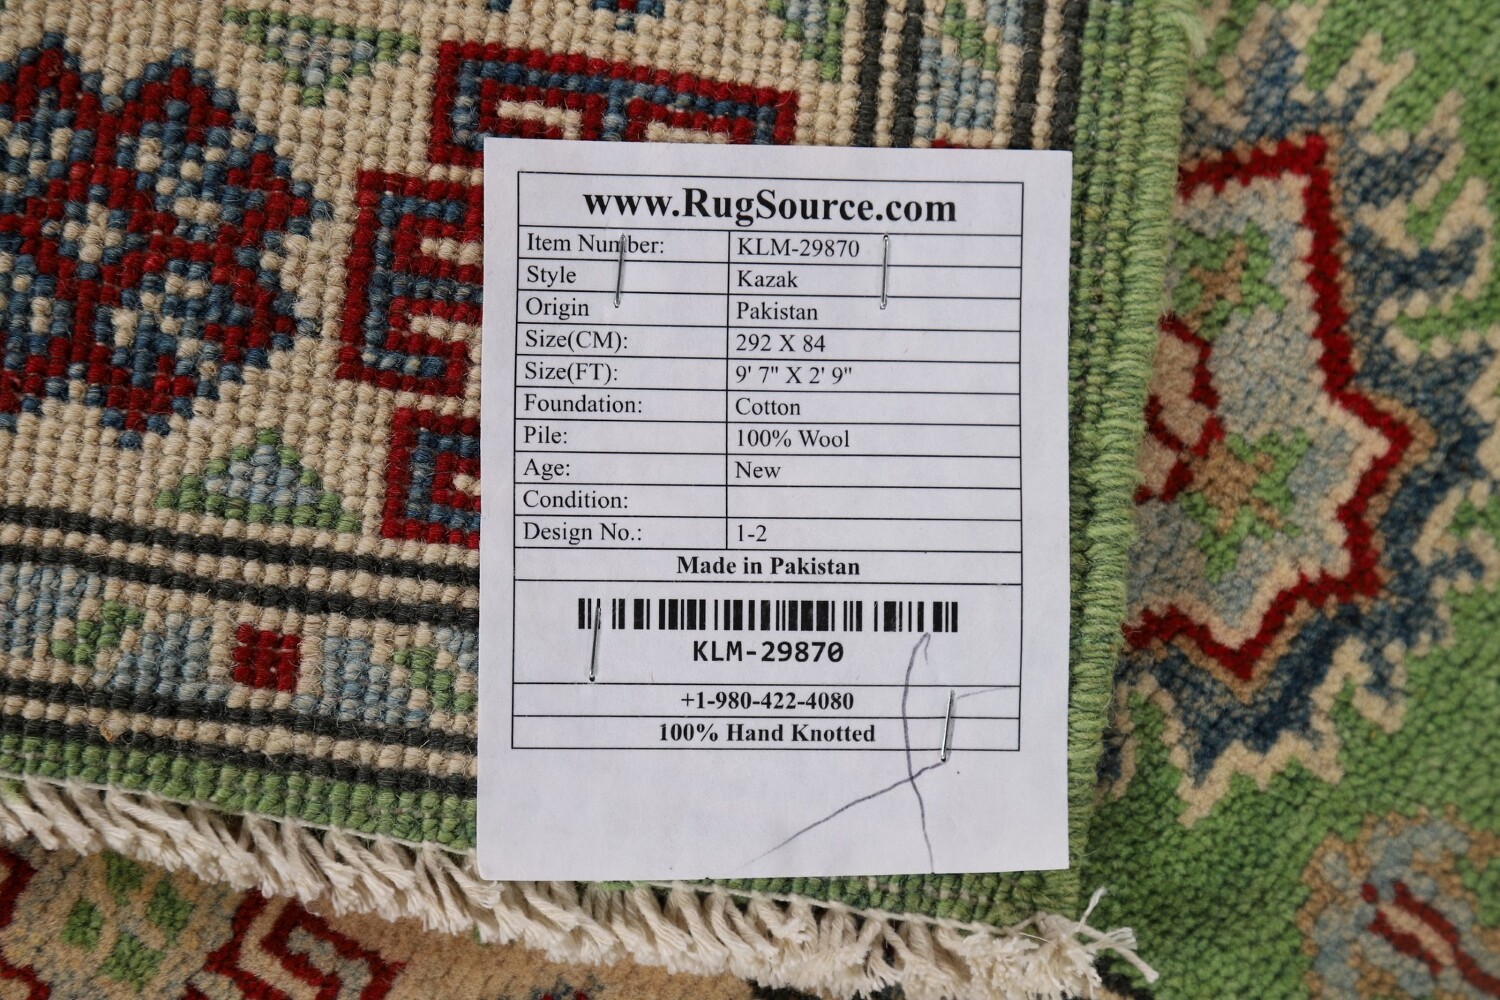 www.RugSource.com
Item Number: KLM-29870
Style Kazak
Origin Pakistan
Size(CM): 292 X 84
Size(FT): 9' 7" X 2' 9"
Foundation: Cotton
Pile: 100% Wool
Age: New
Condition:
Design No.: 1-2
Made in Pakistan
KLM-29870
+1-980-422-4080
100% Hand Knotted